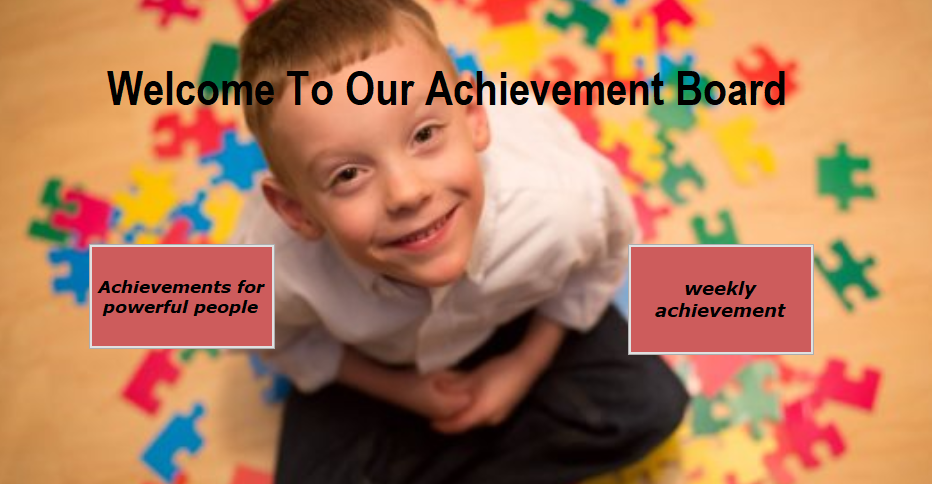 Welcome To Our Achievement Board
Achievements for
powerful people
weekly
achievement